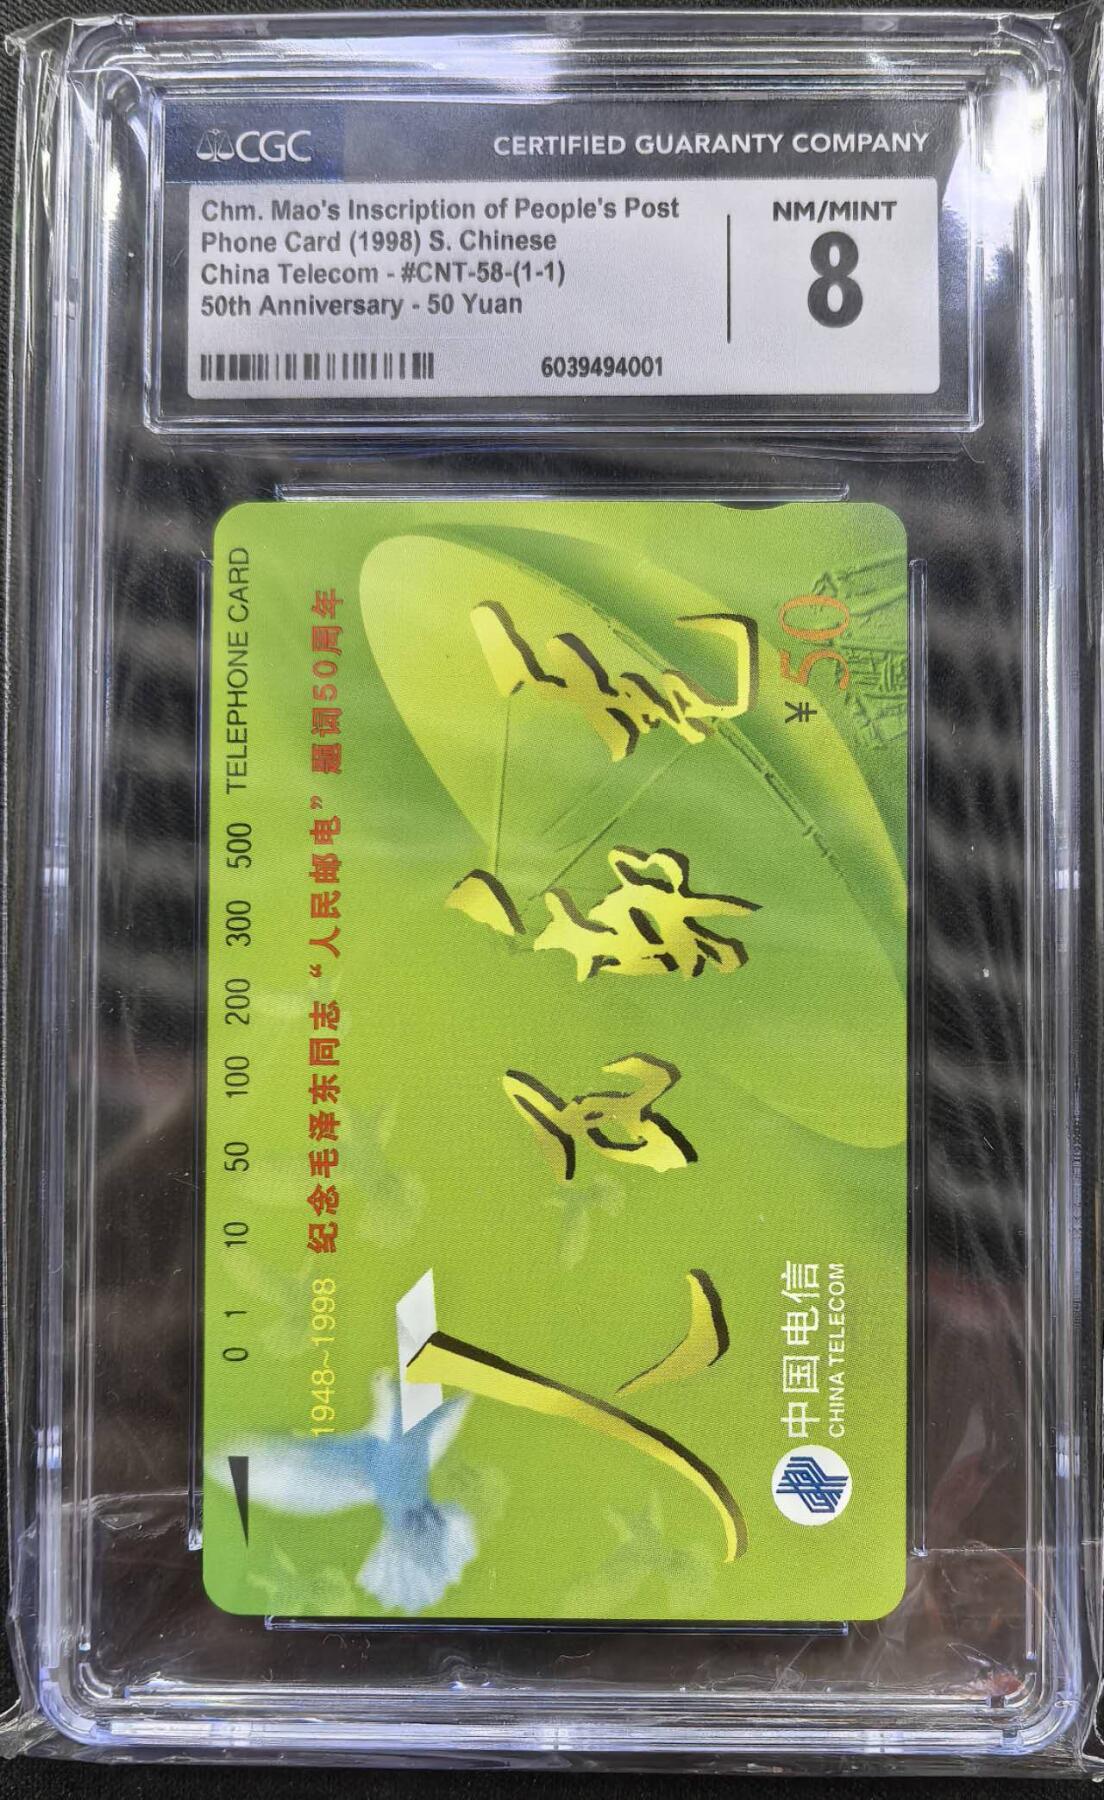 CGC
CERTIFIED GUARANTY COMPANY
Chm. Mao's Inscription of People's Post
Phone Card (1998) S. Chinese
China Telecom - #CNT-58-(1-1)
50th Anniversary - 50 Yuan
6039494001
NM/MINT
8
0 1 10 50 100 200 300 500 TELEPHONE CARD
1948~1998 纪念毛泽东同志“人民邮电”题词50周年
人民邮电
中国电信
CHINA TELECOM
¥50